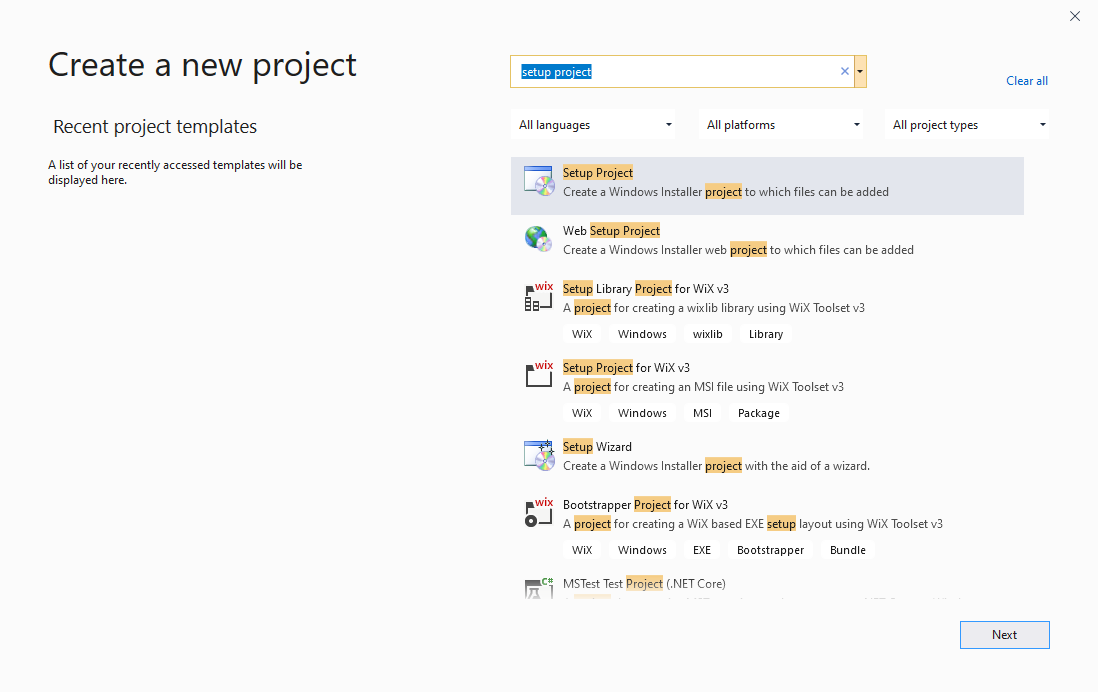 Create a new project
Recent project templates
A list of your recently accessed templates will be
displayed here.
setup project
Clear all
All languages
All platforms
All project types
Setup Project
Create a Windows Installer project to which files can be added
Web Setup Project
Create a Windows Installer web project to which files can be added
wix
Setup Library Project for WiX v3
A project for creating a wixlib library using WiX Toolset v3
WiX Windows wixlib Library
wix
Setup Project for WiX v3
A project for creating an MSI file using WiX Toolset v3
WiX Windows MSI Package
Setup Wizard
Create a Windows Installer project with the aid of a wizard.
wix
Bootstrapper Project for WiX v3
A project for creating a WiX based EXE setup layout using WiX Toolset v3
WiX Windows EXE Bootstrapper Bundle
C#
MSTest Test Project (.NET Core)
Next